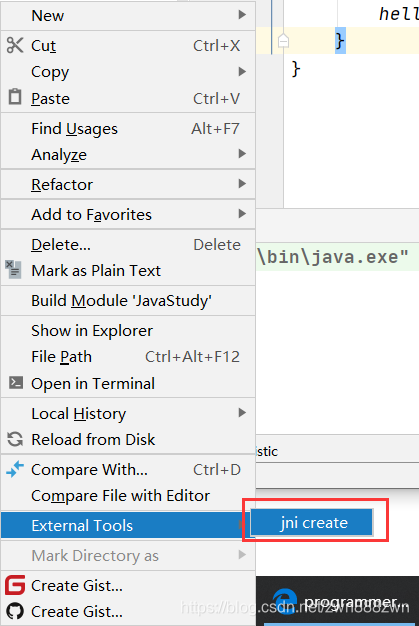 New
hell
Cut Ctrl+X
}
Copy
}
Paste Ctrl+V
Find Usages Alt+F7
Analyze
Refactor
Add to Favorites
Delete... Delete
\bin\java.exe"
Mark as Plain Text
Build Module 'JavaStudy'
Show in Explorer
File Path Ctrl+Alt+F12
Open in Terminal
Local History
Reload from Disk
istic
Compare With... Ctrl+D
Compare File with Editor
External Tools
jni create
Mark Directory as
Create Gist...
programmer...
https://blog.csdn.net/zwh888zwh
Create Gist...